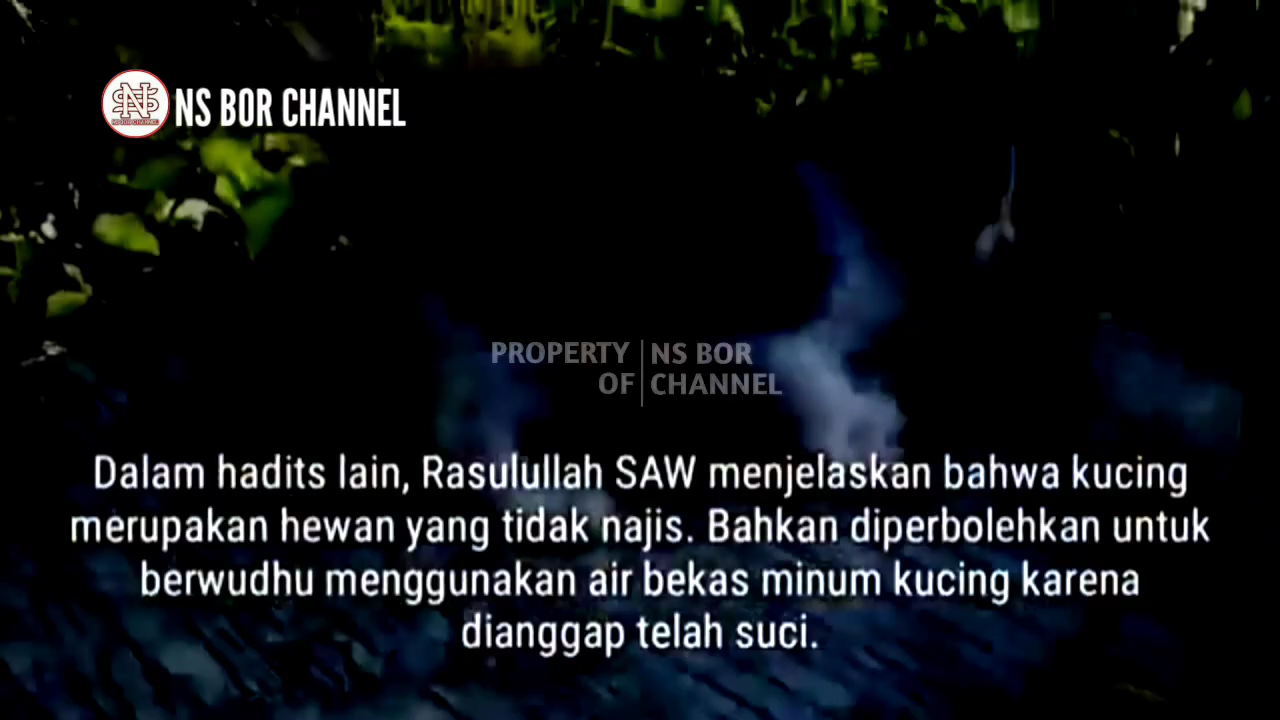 NS BOR CHANNEL
PROPERTY OF NS BOR CHANNEL
Dalam hadits lain, Rasulullah SAW menjelaskan bahwa kucing
merupakan hewan yang tidak najis. Bahkan diperbolehkan untuk
berwudhu menggunakan air bekas minum kucing karena
dianggap telah suci.